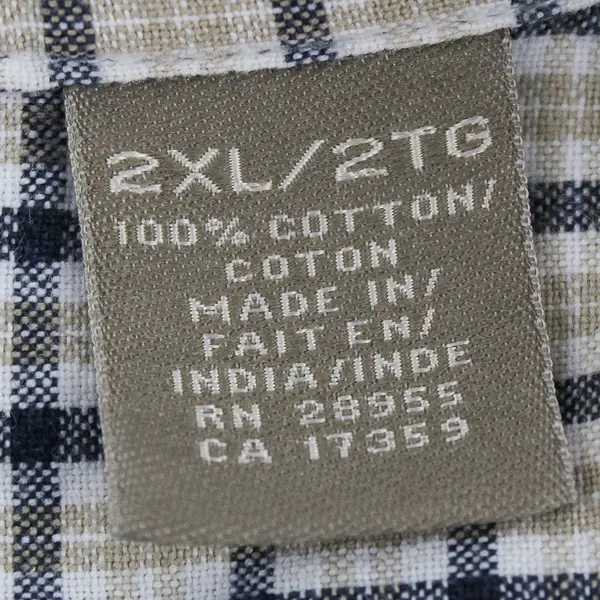 2XL/2TG
100% COTTON/
COTON
MADE IN/
FAIT EN/
INDIA/INDE
RN 28955
CA 17359